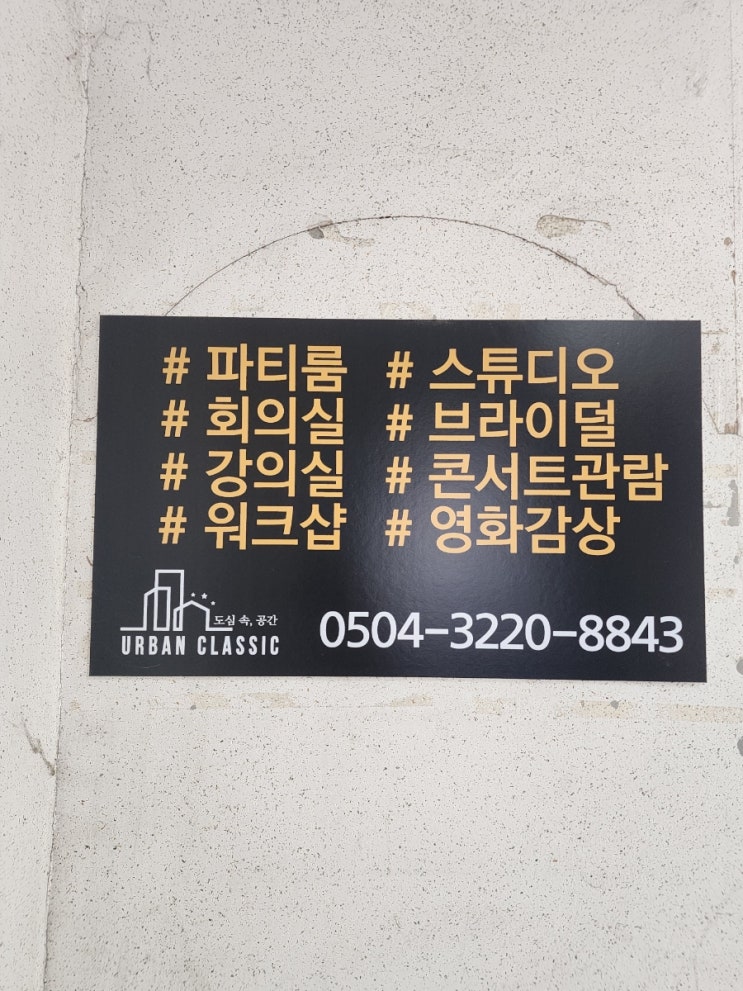 # 파티룸 # 스튜디오
# 회의실 # 브라이덜
# 강의실 # 콘서트관람
# 워크샵 # 영화감상
도심 속, 공간
URBAN CLASSIC
0504-3220-8843